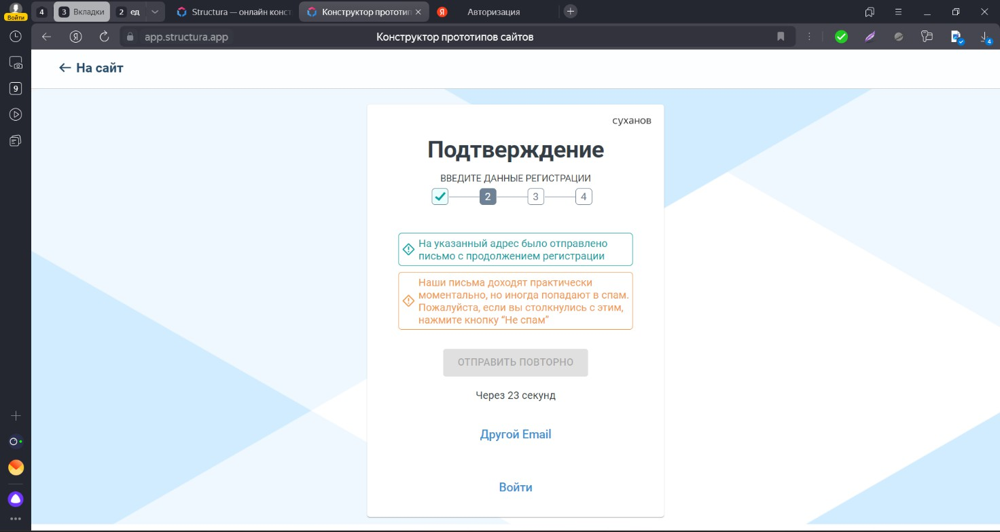 Войти
4
3 Вкладки
2 ед
Structura — онлайн конст
Конструктор прототип
Я
Авторизация
Я
app.structura.app
Конструктор прототипов сайтов
4
9
← На сайт
суханов
Подтверждение
ВВЕДИТЕ ДАННЫЕ РЕГИСТРАЦИИ
2
3
4
На указанный адрес было отправлено
письмо с продолжением регистрации
Наши письма доходят практически
моментально, но иногда попадают в спам.
Пожалуйста, если вы столкнулись с этим,
нажмите кнопку “Не спам”
ОТПРАВИТЬ ПОВТОРНО
Через 23 секунд
Другой Email
Войти